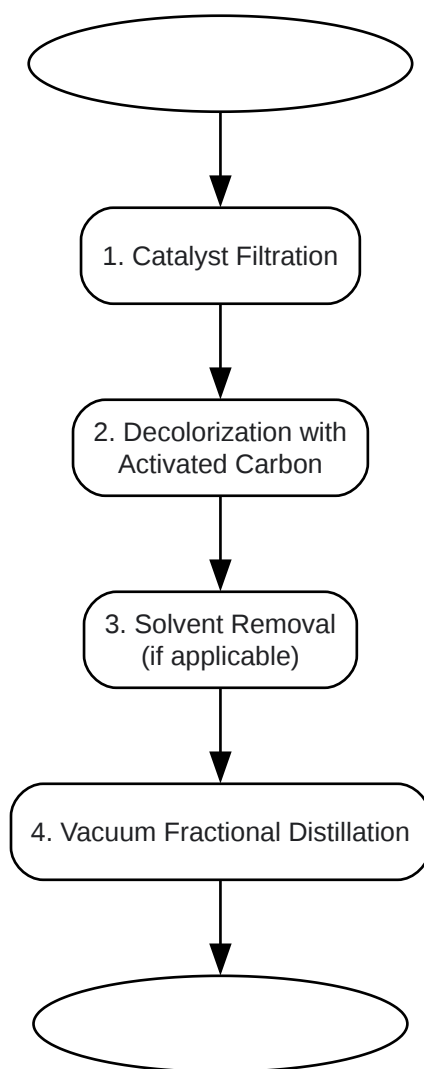 1. Catalyst Filtration
2. Decolorization with
Activated Carbon
3. Solvent Removal
(if applicable)
4. Vacuum Fractional Distillation